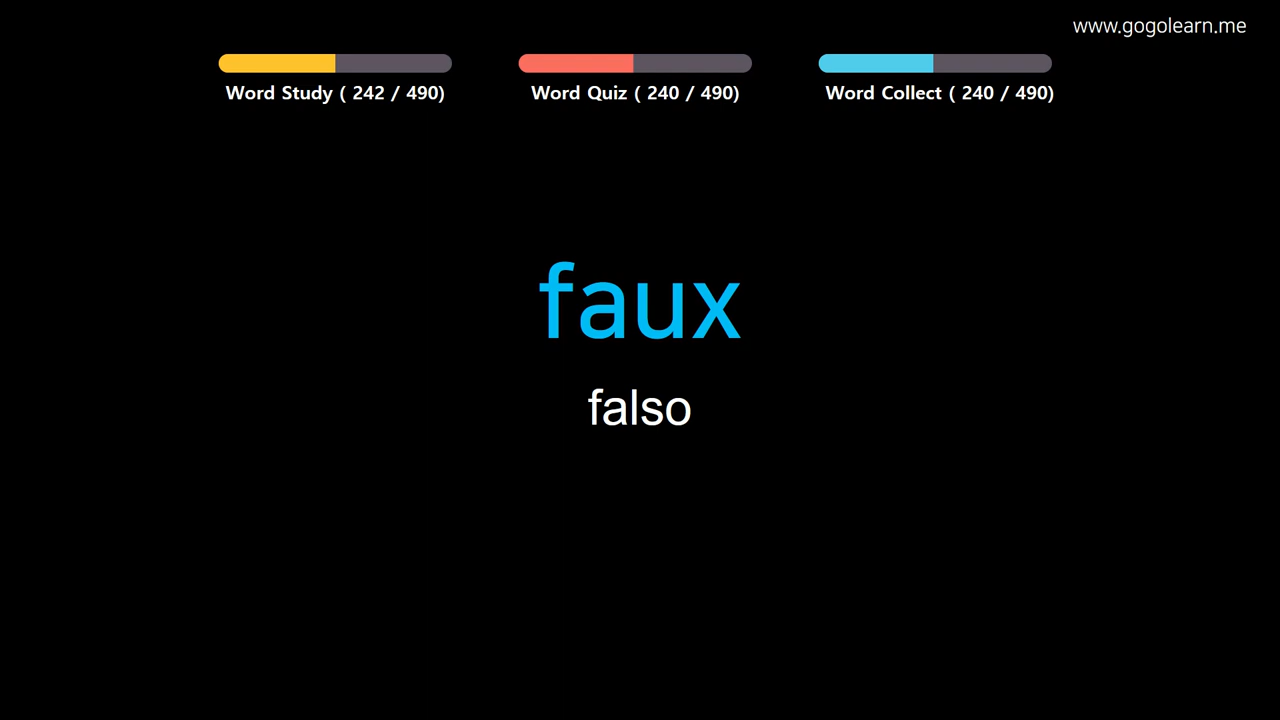 www.gogolearn.me
Word Study ( 242 / 490)
Word Quiz ( 240 / 490)
Word Collect ( 240 / 490)
faux
falso